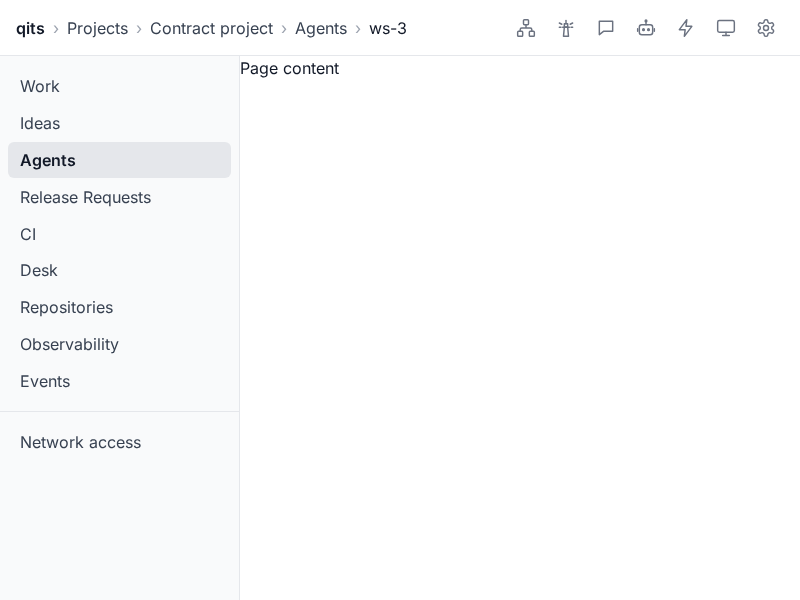 qits › Projects › Contract project › Agents › ws-3
Work
Ideas
Agents
Release Requests
CI
Desk
Repositories
Observability
Events
Network access
Page content